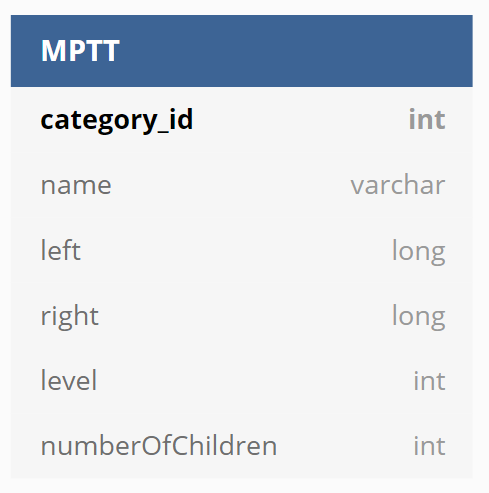 MPTT
category_id int
name varchar
left long
right long
level int
numberOfChildren int